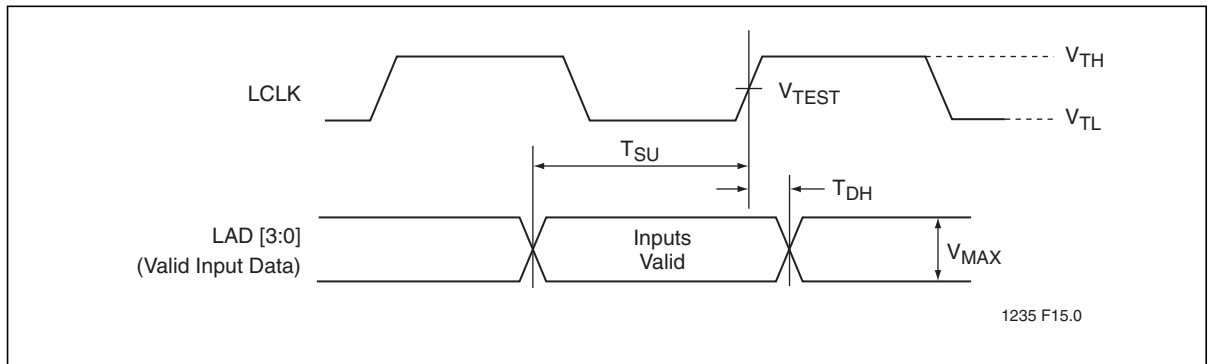 LCLK
V_TH
V_TEST
V_TL
T_SU
T_DH
LAD [3:0]
(Valid Input Data)
Inputs
Valid
V_MAX
1235 F15.0